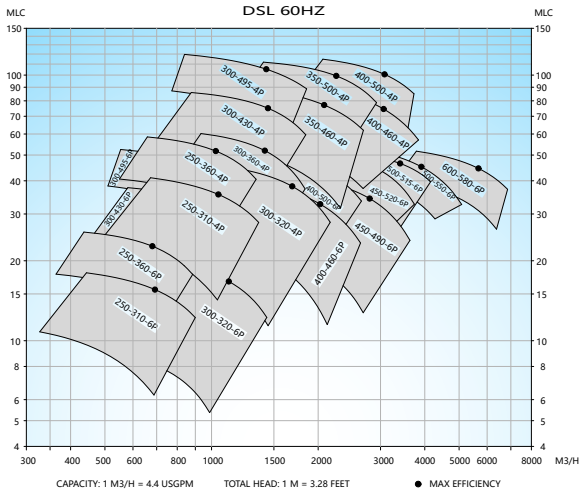 DSL 60HZ
MLC
MLC
150
150
100
100
90
90
80
80
70
70
60
60
50
50
40
40
30
30
20
20
15
15
10
10
8
8
6
6
5
5
4
4
300-495-4P
350-500-4P
400-500-4P
300-430-4P
350-460-4P
400-460-4P
300-495-6P
250-360-4P
300-360-4P
400-500-6P
500-515-6P
500-550-6P
600-580-6P
450-520-6P
300-430-6P
250-310-4P
300-320-4P
450-490-6P
400-460-6P
250-360-6P
250-310-6P
300-320-6P
300
400
500
600
800
1000
2000
3000
4000
5000
6000
8000
M3/H
CAPACITY: 1 M3/H = 4.4 USGPM
TOTAL HEAD: 1 M = 3.28 FEET
MAX EFFICIENCY